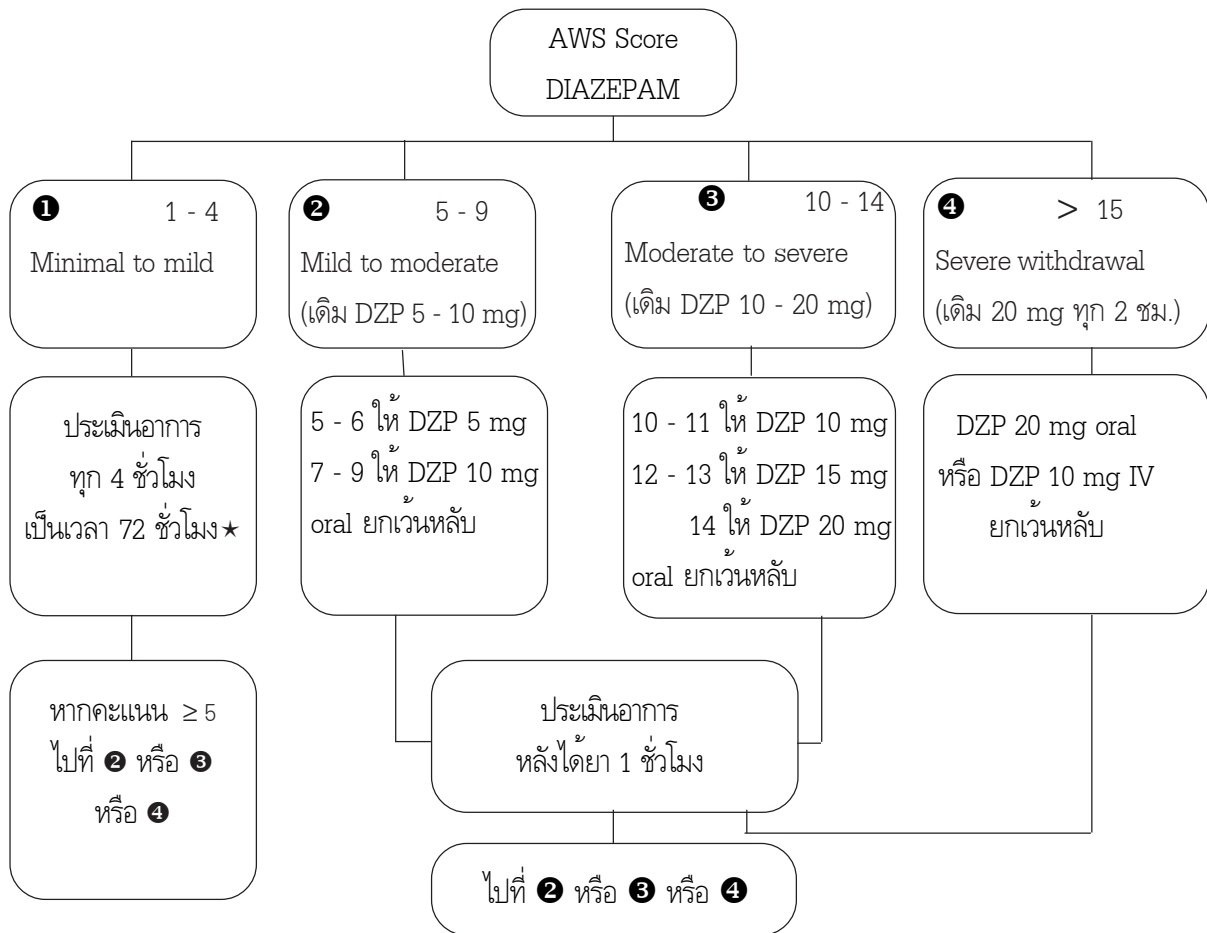 AWS Score
DIAZEPAM
❶ 1 - 4
Minimal to mild
❷ 5 - 9
Mild to moderate
(เดิม DZP 5 - 10 mg)
❸ 10 - 14
Moderate to severe
(เดิม DZP 10 - 20 mg)
❹ > 15
Severe withdrawal
(เดิม 20 mg ทุก 2 ชม.)
ประเมินอาการ
ทุก 4 ชั่วโมง
เป็นเวลา 72 ชั่วโมง★
5 - 6 ให้ DZP 5 mg
7 - 9 ให้ DZP 10 mg
oral ยกเว้นหลับ
10 - 11 ให้ DZP 10 mg
12 - 13 ให้ DZP 15 mg
14 ให้ DZP 20 mg
oral ยกเว้นหลับ
DZP 20 mg oral
หรือ DZP 10 mg IV
ยกเว้นหลับ
หากคะแนน ≥ 5
ไปที่ ❷ หรือ ❸
หรือ ❹
ประเมินอาการ
หลังได้ยา 1 ชั่วโมง
ไปที่ ❷ หรือ ❸ หรือ ❹